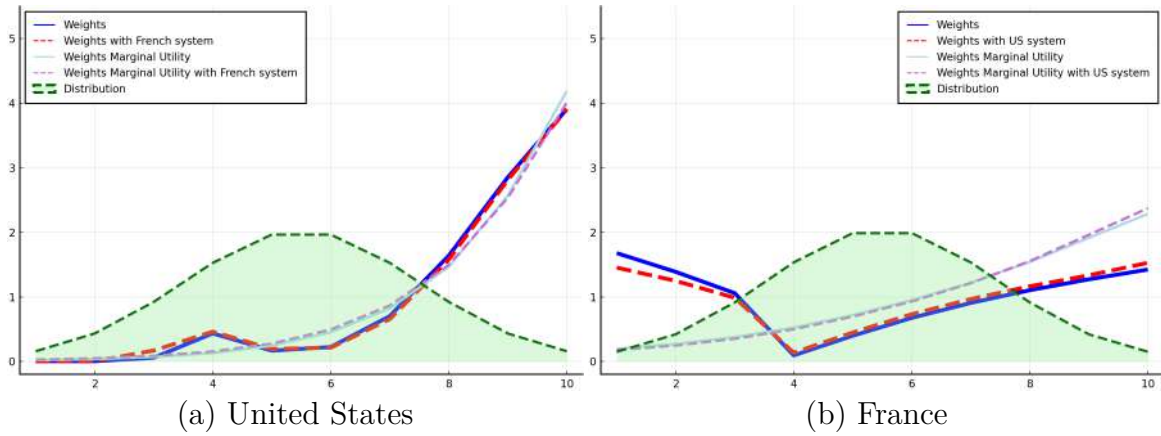 Weights
Weights with French system
Weights Marginal Utility
Weights Marginal Utility with French system
Distribution
5
4
3
2
1
0
2
4
6
8
10
(a) United States
Weights
Weights with US system
Weights Marginal Utility
Weights Marginal Utility with US system
Distribution
5
4
3
2
1
0
2
4
6
8
10
(b) France